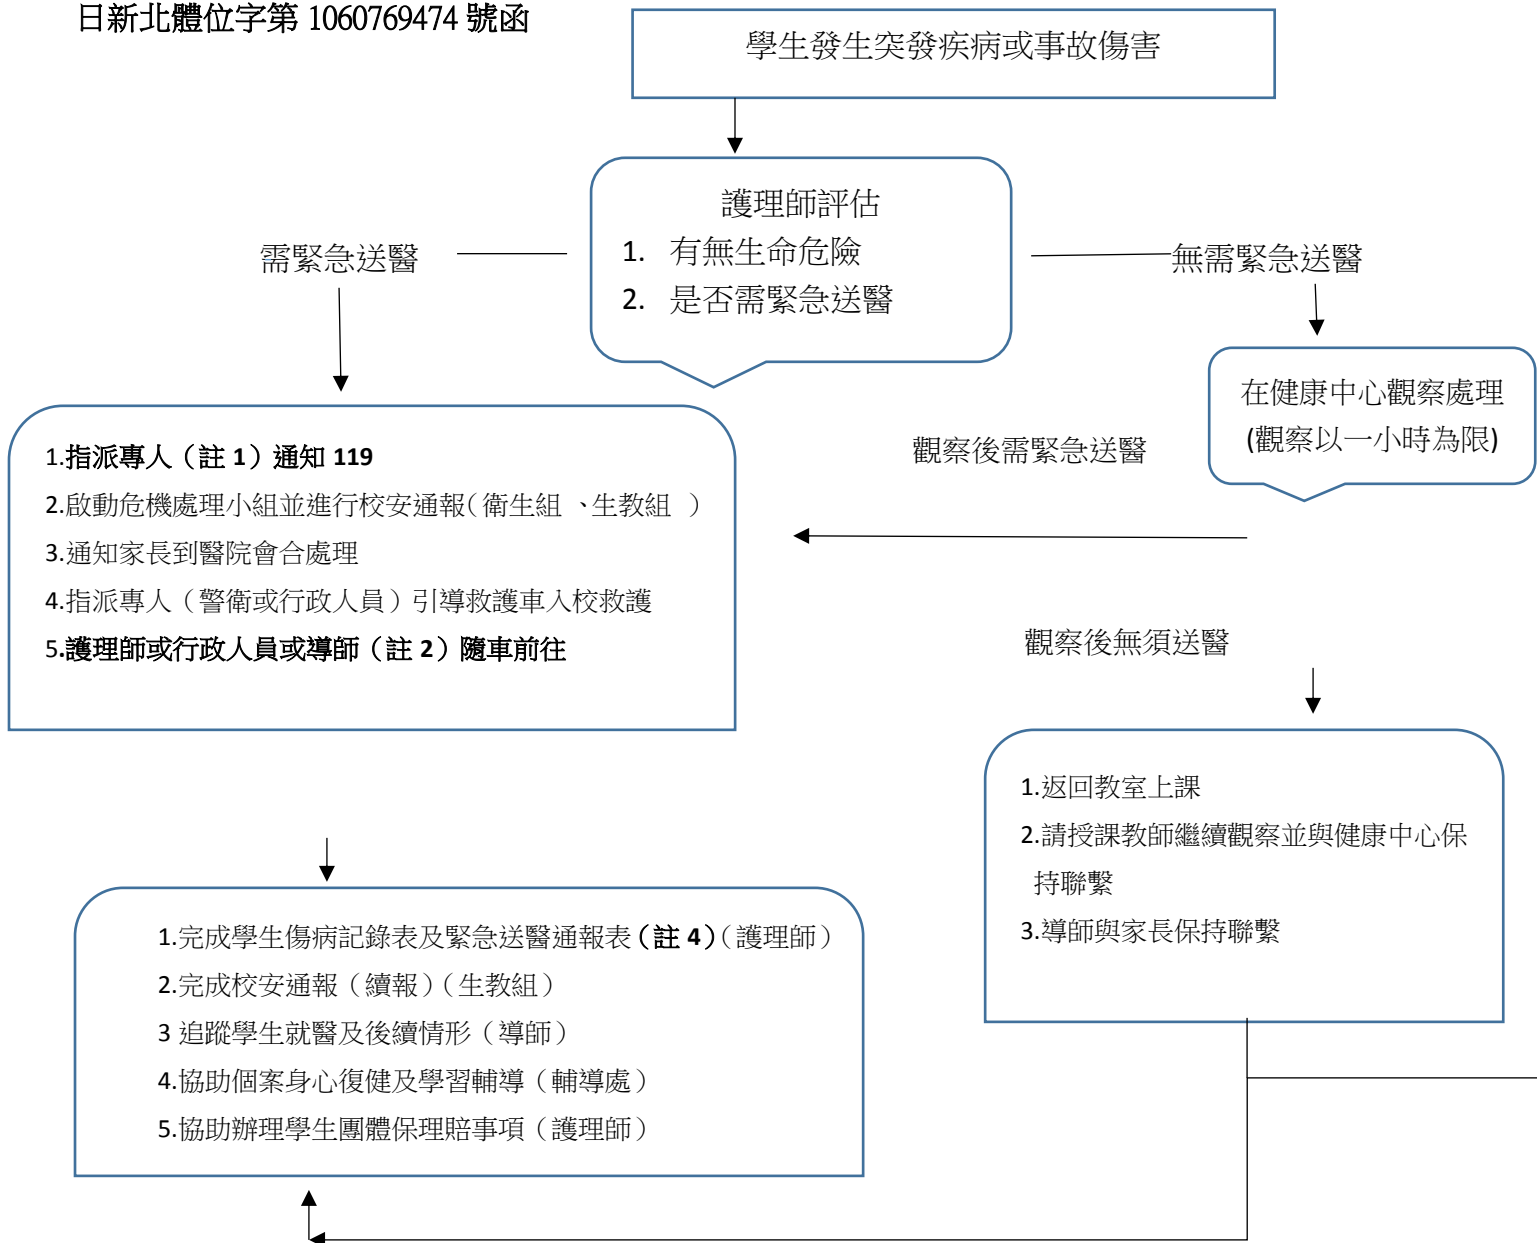 日新北體位字第 1060769474 號函
學生發生突發疾病或事故傷害
護理師評估
1. 有無生命危險
2. 是否需緊急送醫
需緊急送醫
無需緊急送醫
在健康中心觀察處理
(觀察以一小時為限)
觀察後需緊急送醫
1.指派專人（註 1）通知 119
2.啟動危機處理小組並進行校安通報（衛生組 、生教組 ）
3.通知家長到醫院會合處理
4.指派專人（警衛或行政人員）引導救護車入校救護
5.護理師或行政人員或導師（註 2）隨車前往
觀察後無須送醫
1.返回教室上課
2.請授課教師繼續觀察並與健康中心保
持聯繫
3.導師與家長保持聯繫
1.完成學生傷病記錄表及緊急送醫通報表（註 4）（護理師）
2.完成校安通報（續報）（生教組）
3 追蹤學生就醫及後續情形（導師）
4.協助個案身心復健及學習輔導（輔導處）
5.協助辦理學生團體保理賠事項（護理師）